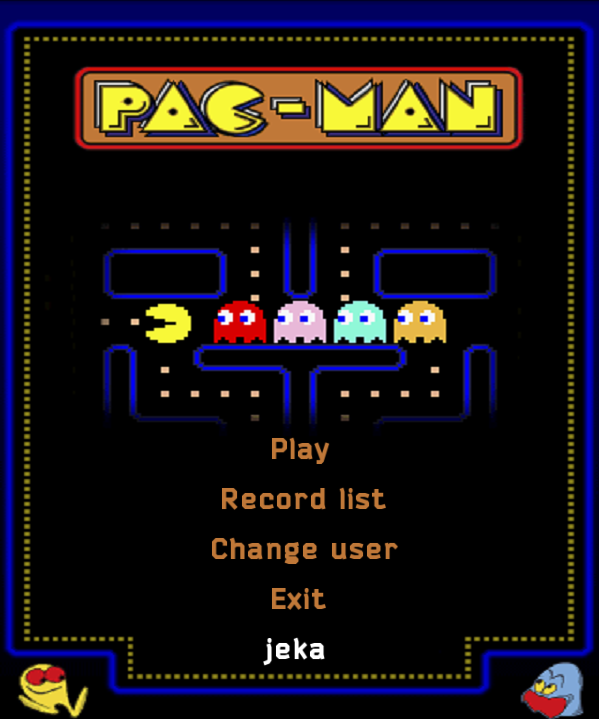 PAC-MAN
Play
Record list
Change user
Exit
jeka